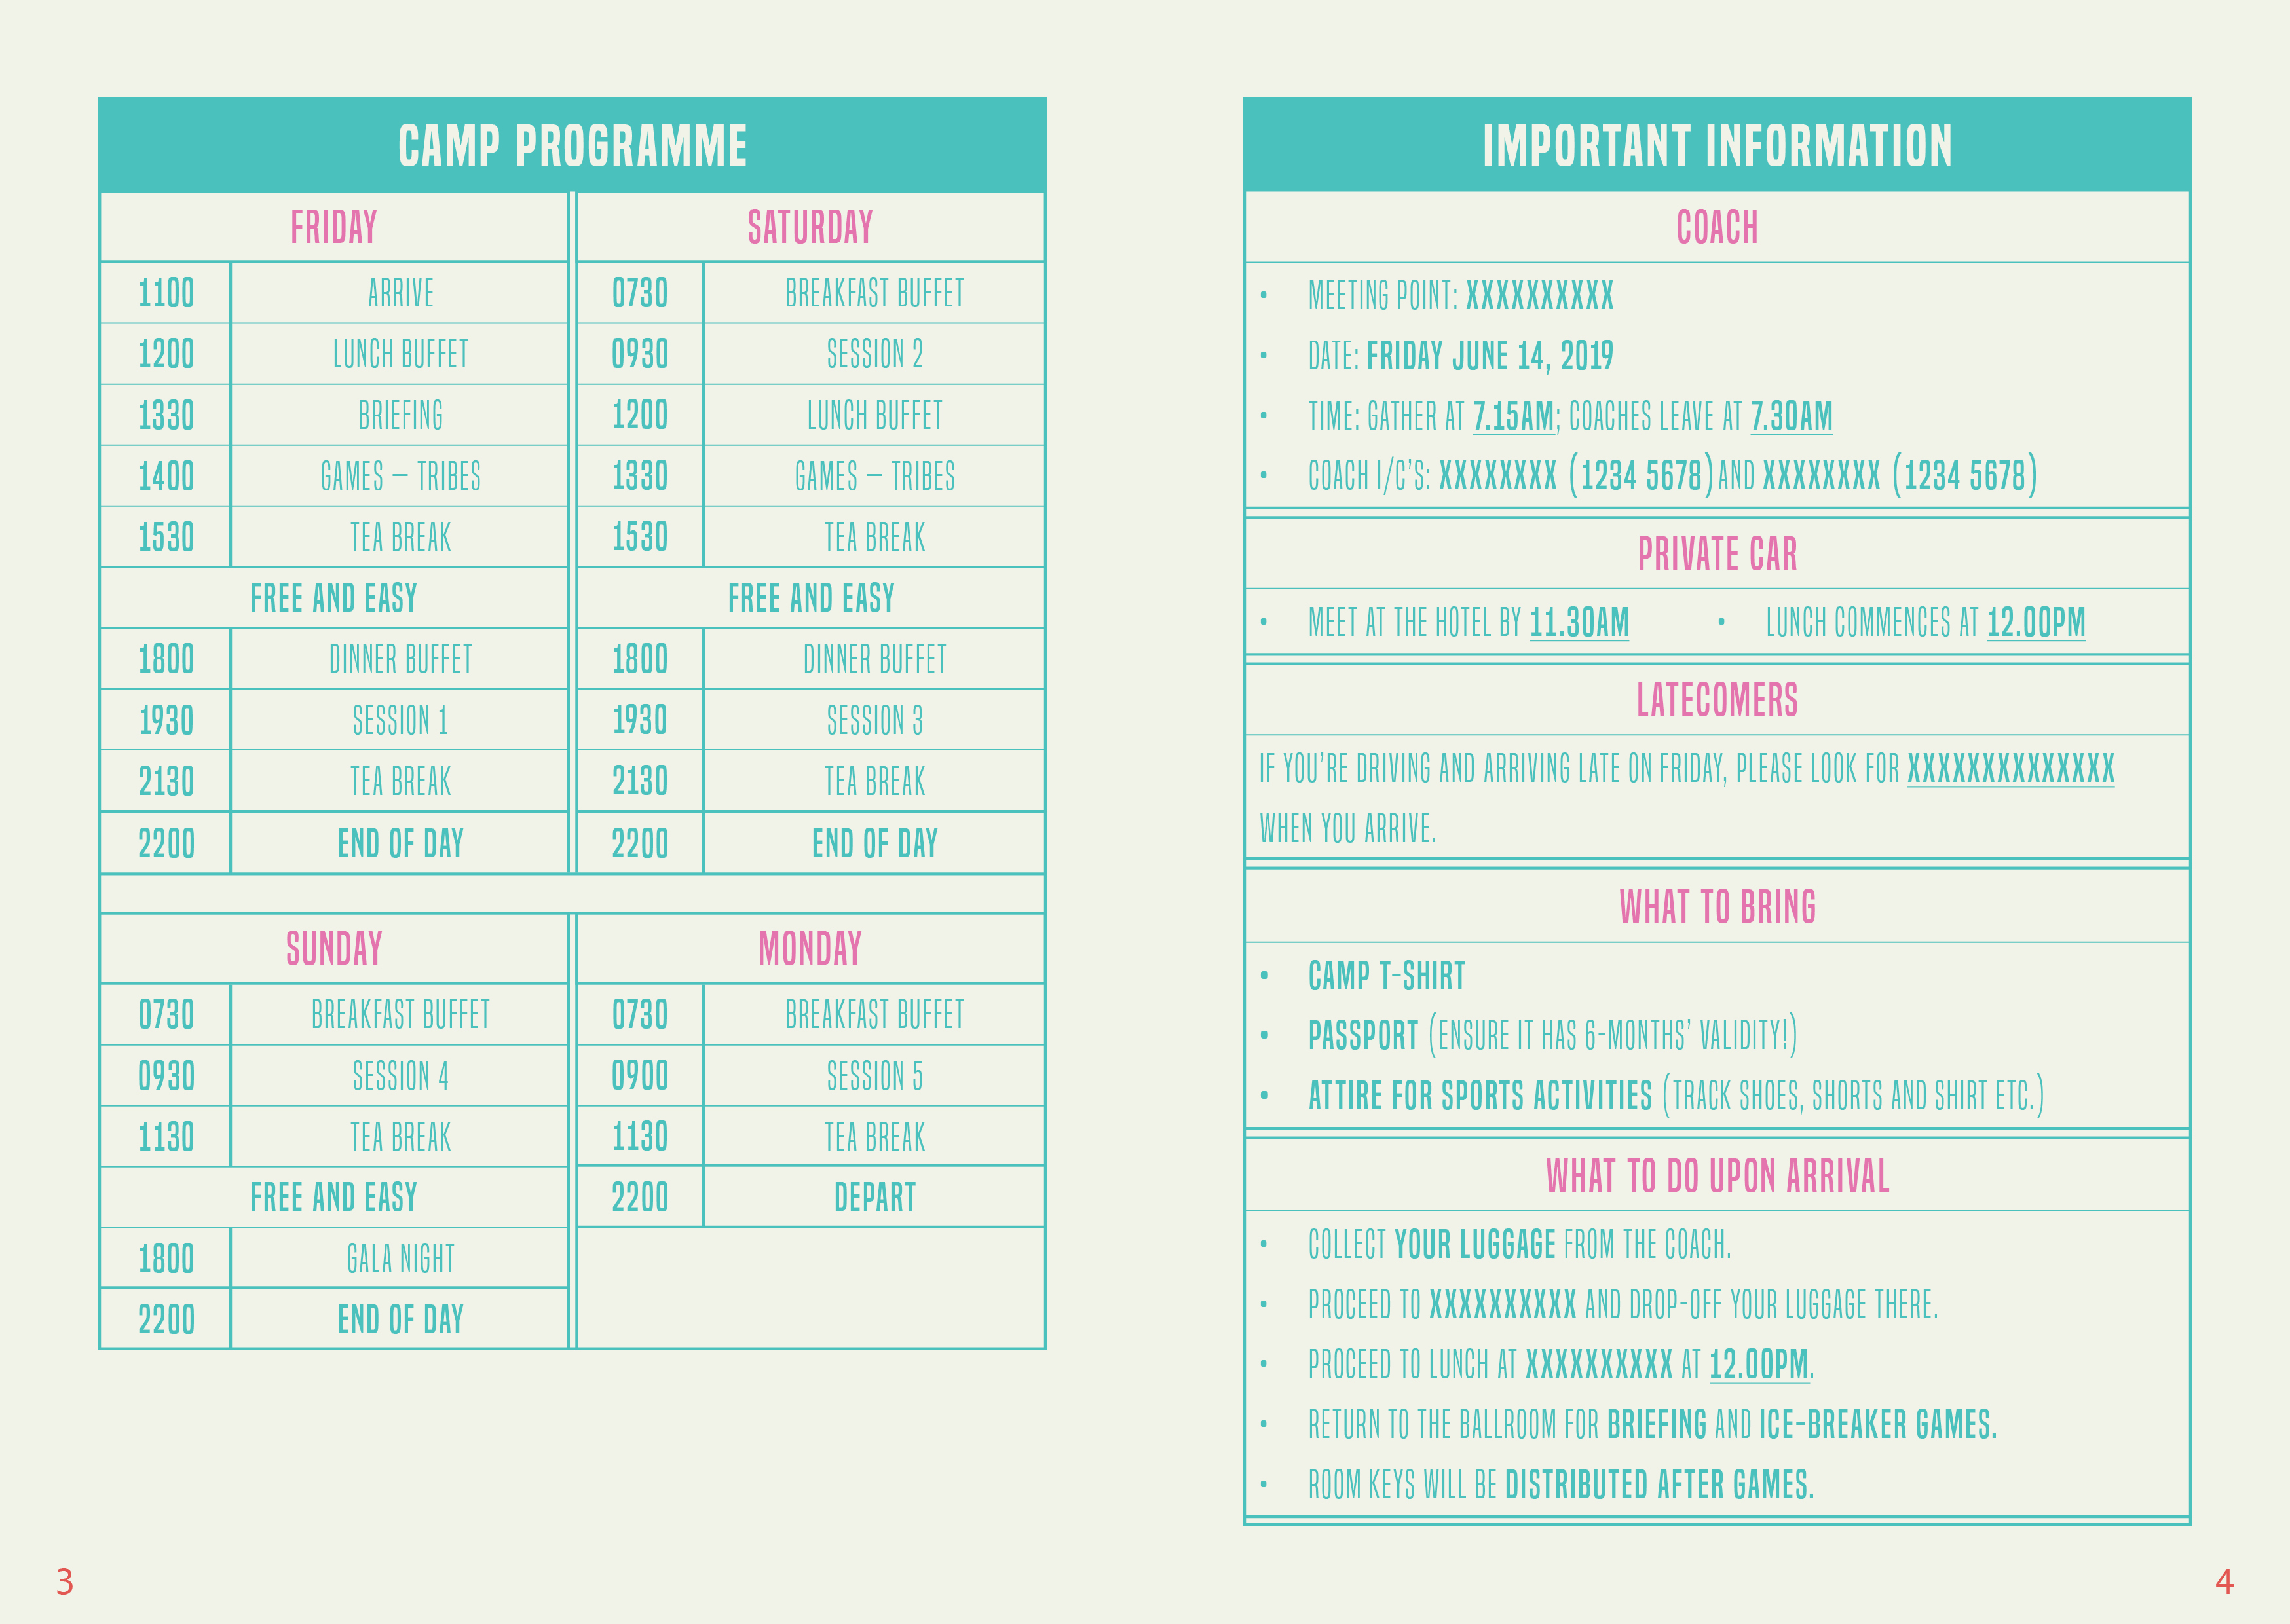 CAMP PROGRAMME
FRIDAY
1100 ARRIVE
1200 LUNCH BUFFET
1330 BRIEFING
1400 GAMES – TRIBES
1530 TEA BREAK
FREE AND EASY
1800 DINNER BUFFET
1930 SESSION 1
2130 TEA BREAK
2200 END OF DAY
SATURDAY
0730 BREAKFAST BUFFET
0930 SESSION 2
1200 LUNCH BUFFET
1330 GAMES – TRIBES
1530 TEA BREAK
FREE AND EASY
1800 DINNER BUFFET
1930 SESSION 3
2130 TEA BREAK
2200 END OF DAY
SUNDAY
0730 BREAKFAST BUFFET
0930 SESSION 4
1130 TEA BREAK
FREE AND EASY
1800 GALA NIGHT
2200 END OF DAY
MONDAY
0730 BREAKFAST BUFFET
0900 SESSION 5
1130 TEA BREAK
2200 DEPART
3
IMPORTANT INFORMATION
COACH
• MEETING POINT: XXXXXXXXXX
• DATE: FRIDAY JUNE 14, 2019
• TIME: GATHER AT 7.15AM; COACHES LEAVE AT 7.30AM
• COACH I/C'S: XXXXXXXX (1234 5678) AND XXXXXXXX (1234 5678)
PRIVATE CAR
• MEET AT THE HOTEL BY 11.30AM • LUNCH COMMENCES AT 12.00PM
LATECOMERS
IF YOU'RE DRIVING AND ARRIVING LATE ON FRIDAY, PLEASE LOOK FOR XXXXXXXXXXXXXX
WHEN YOU ARRIVE.
WHAT TO BRING
• CAMP T-SHIRT
• PASSPORT (ENSURE IT HAS 6-MONTHS' VALIDITY!)
• ATTIRE FOR SPORTS ACTIVITIES (TRACK SHOES, SHORTS AND SHIRT ETC.)
WHAT TO DO UPON ARRIVAL
• COLLECT YOUR LUGGAGE FROM THE COACH.
• PROCEED TO XXXXXXXXXX AND DROP-OFF YOUR LUGGAGE THERE.
• PROCEED TO LUNCH AT XXXXXXXXXX AT 12.00PM.
• RETURN TO THE BALLROOM FOR BRIEFING AND ICE-BREAKER GAMES.
• ROOM KEYS WILL BE DISTRIBUTED AFTER GAMES.
4